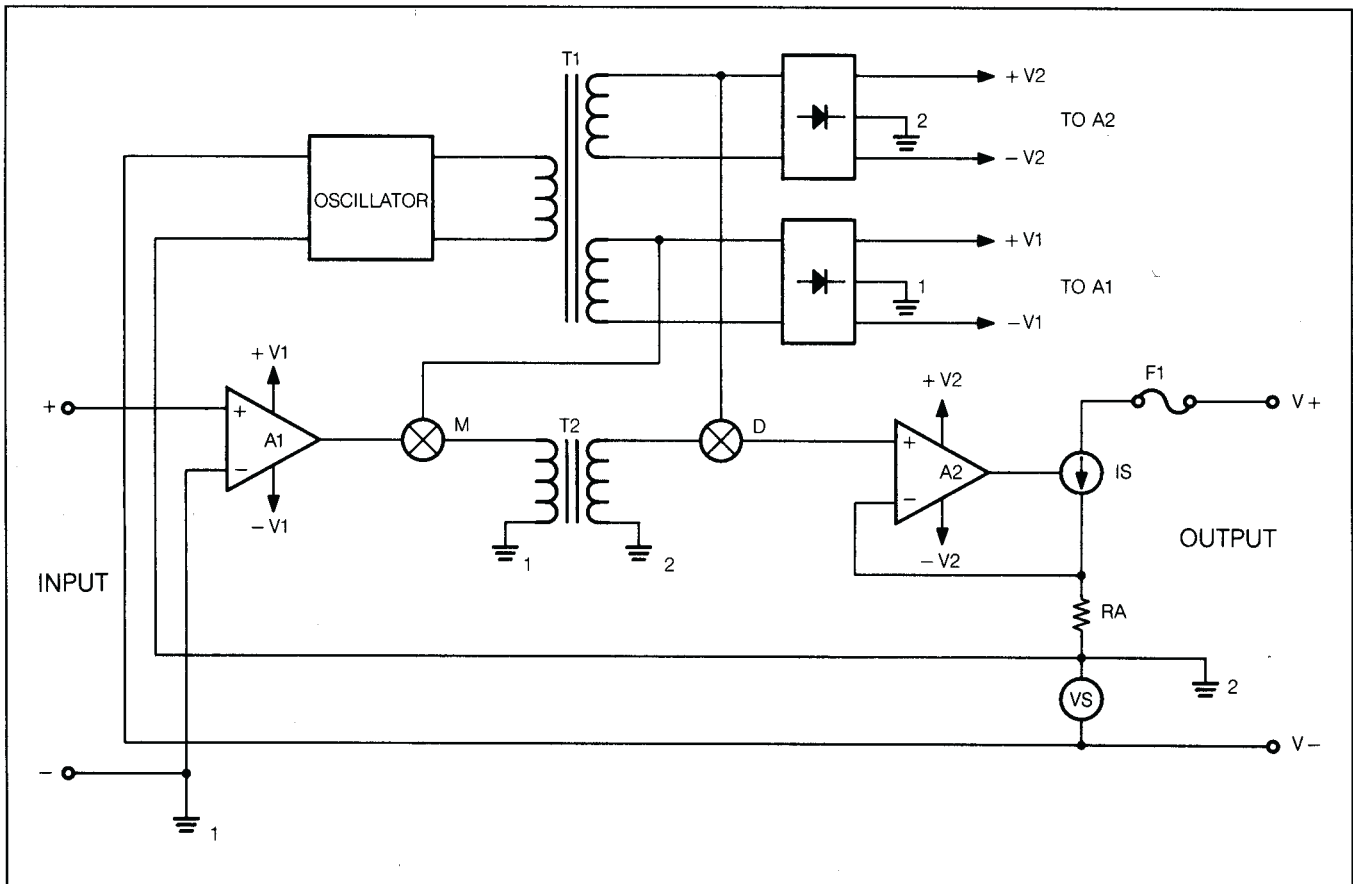 T1
+ V2
2
TO A2
− V2
OSCILLATOR
+ V1
1
TO A1
− V1
+ V1
+ V2
F1
+
+
M
T2
D
+
V+
A1
A2
IS
−
−
− V1
− V2
1
2
OUTPUT
INPUT
RA
2
VS
V−
−
1